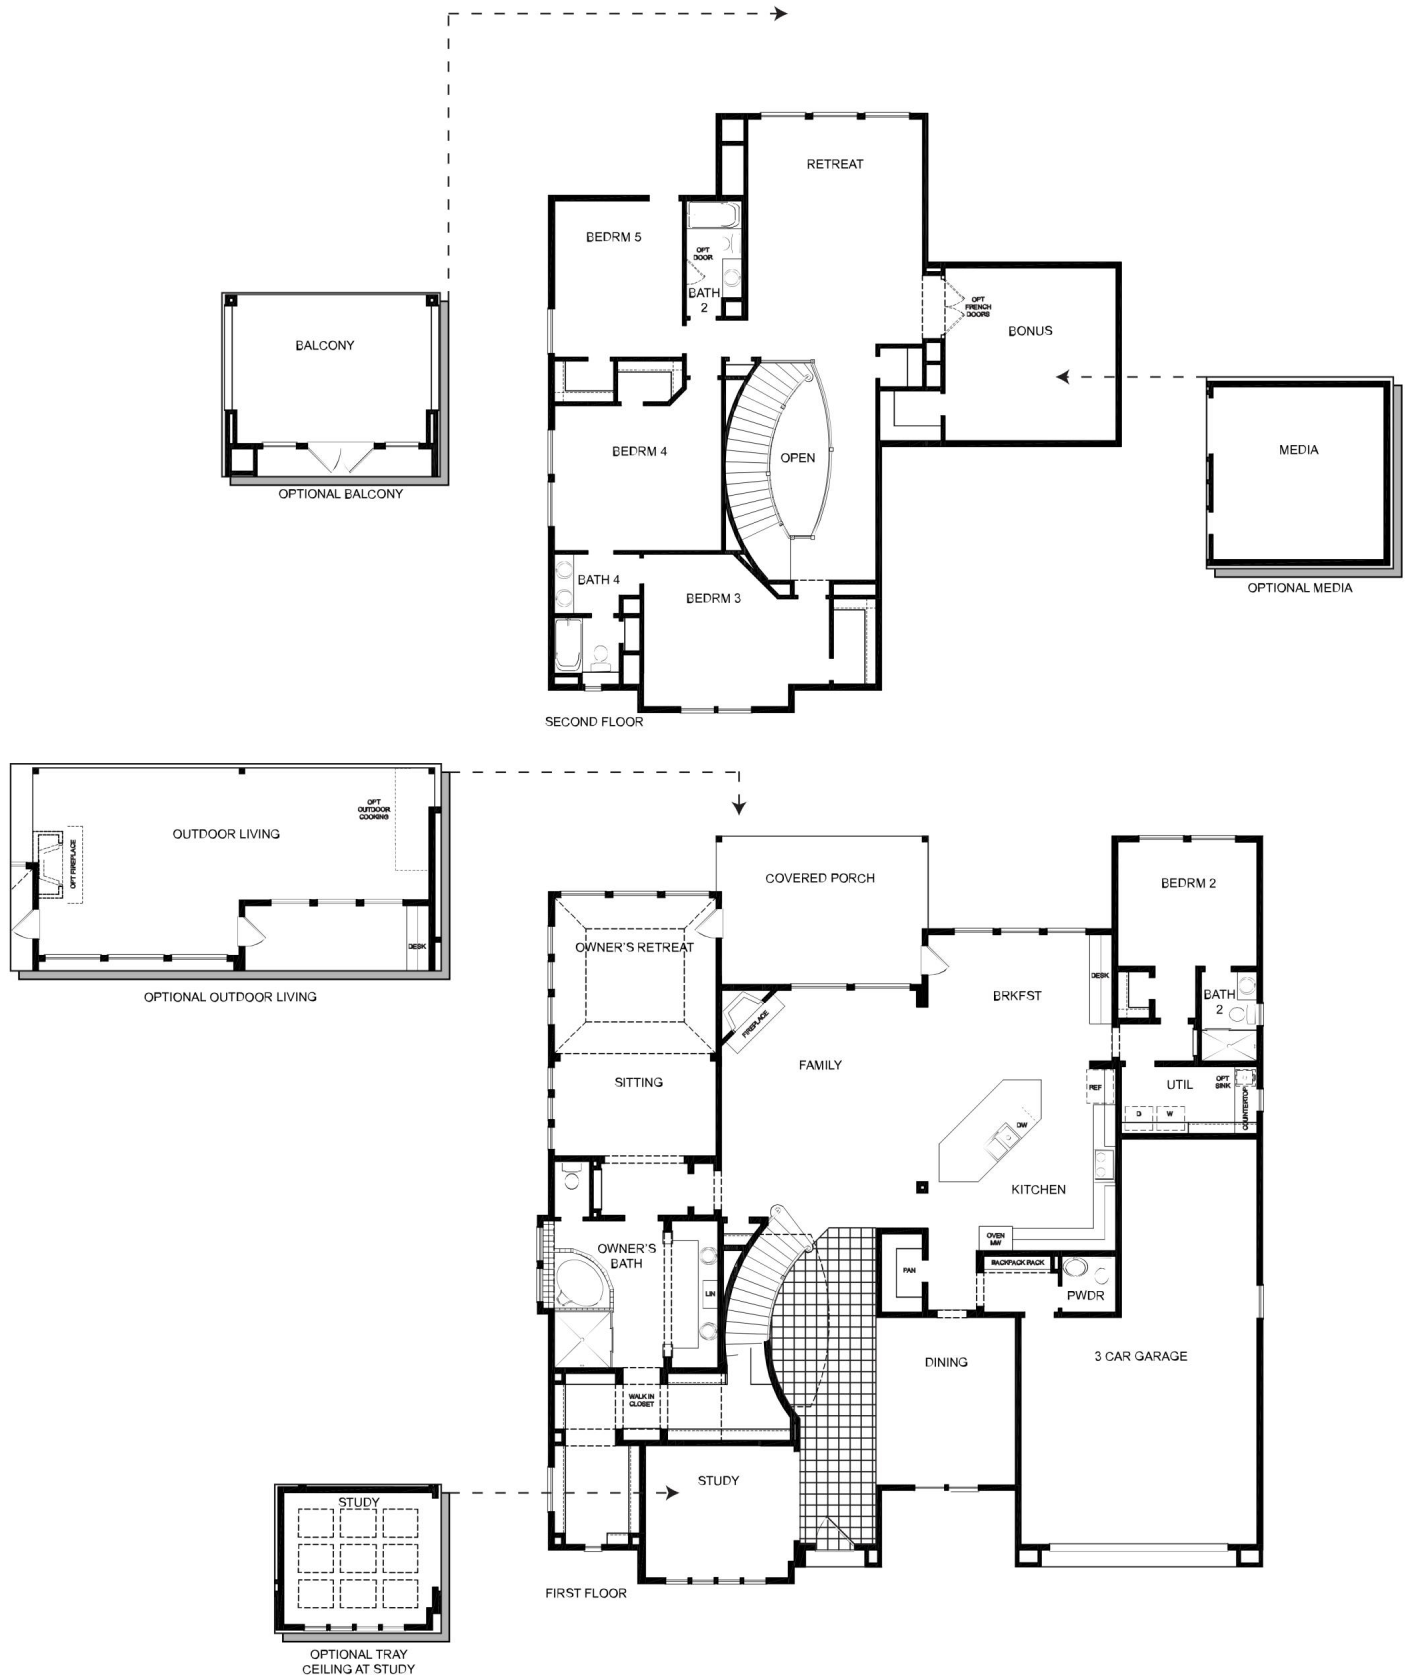 RETREAT
BEDRM 5
OPT
DOOR
BATH
2
OPT
FRENCH
DOORS
BONUS
BALCONY
OPTIONAL BALCONY
BEDRM 4
OPEN
MEDIA
OPTIONAL MEDIA
BATH 4
BEDRM 3
SECOND FLOOR
OPT
OUTDOOR
COOKING
OUTDOOR LIVING
OPT FIREPLACE
DESK
OPTIONAL OUTDOOR LIVING
COVERED PORCH
BEDRM 2
OWNER'S RETREAT
DESK
BRKFST
BATH
2
FIREPLACE
FAMILY
SITTING
REF
UTIL
OPT
SINK
D
W
COUNTERTOP
DW
KITCHEN
OVEN
MW
OWNER'S
BATH
LIN
PAN
BACKPACK RACK
PWDR
DINING
3 CAR GARAGE
WALK IN
CLOSET
STUDY
STUDY
FIRST FLOOR
OPTIONAL TRAY
CEILING AT STUDY